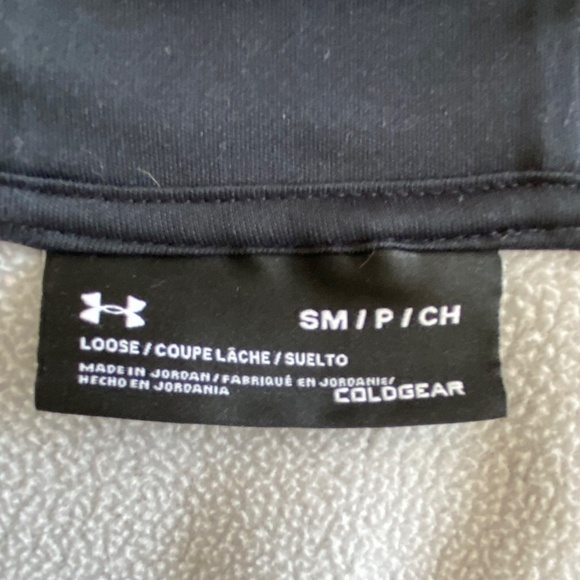 SM / P / CH
LOOSE / COUPE LÂCHE / SUELTO
MADE IN JORDAN / FABRIQUÉ EN JORDANIE/
HECHO EN JORDANIA
COLDGEAR